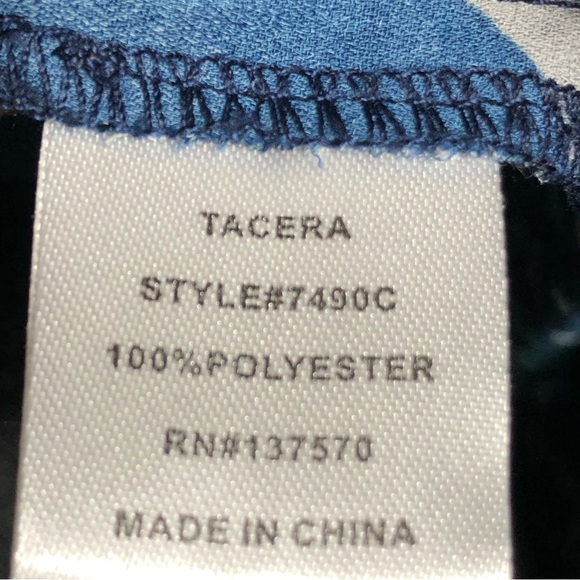 TACERA
STYLE#7490C
100%POLYESTER
RN#137570
MADE IN CHINA